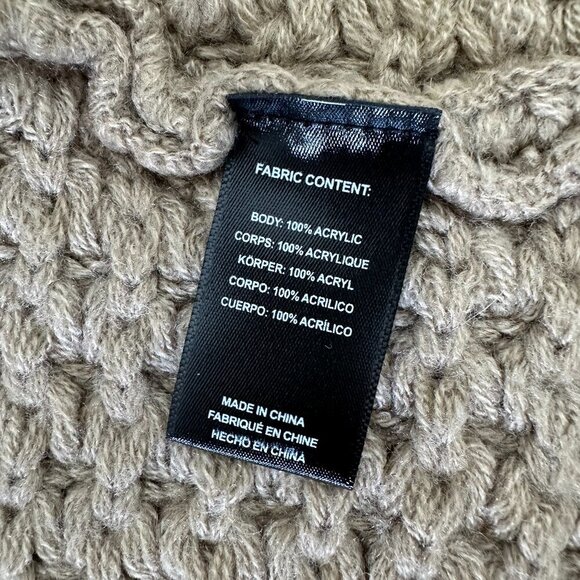 FABRIC CONTENT:
BODY: 100% ACRYLIC
CORPS: 100% ACRYLIQUE
KÖRPER: 100% ACRYL
CORPO: 100% ACRILICO
CUERPO: 100% ACRÍLICO
MADE IN CHINA
FABRIQUÉ EN CHINE
HECHO EN CHINA